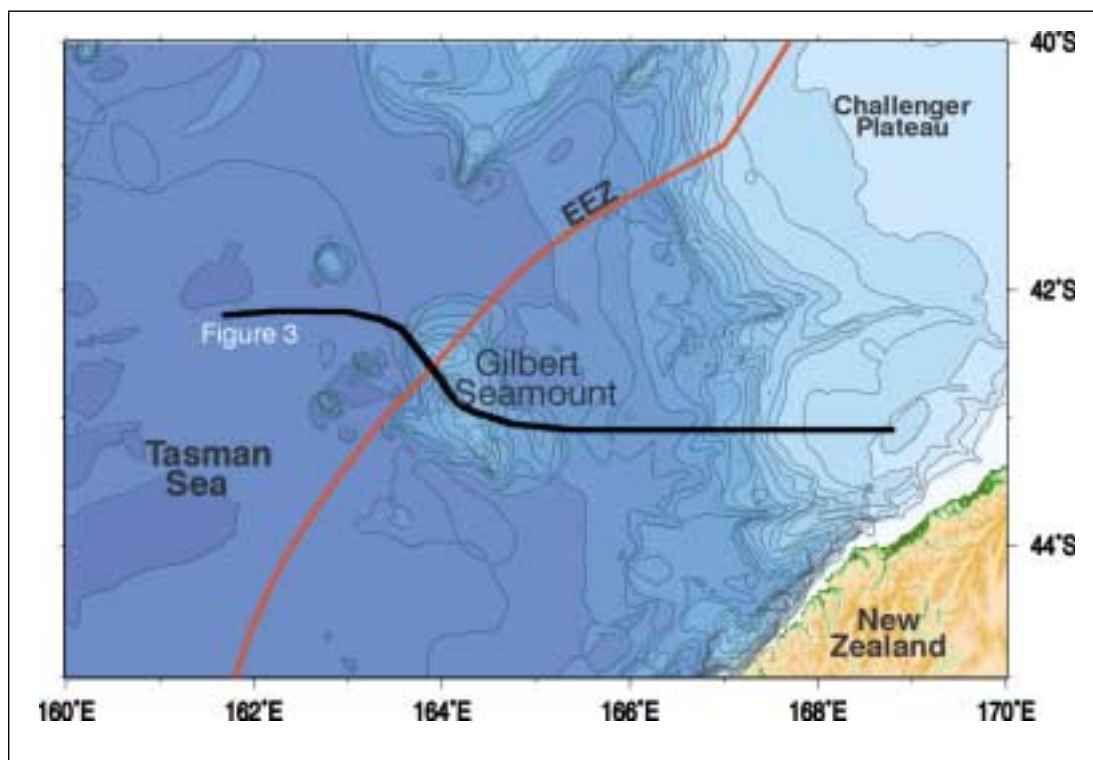 40°S
Challenger
Plateau
EEZ
42°S
Figure 3
Gilbert
Seamount
Tasman
Sea
44°S
New
Zealand
160°E 162°E 164°E 166°E 168°E 170°E